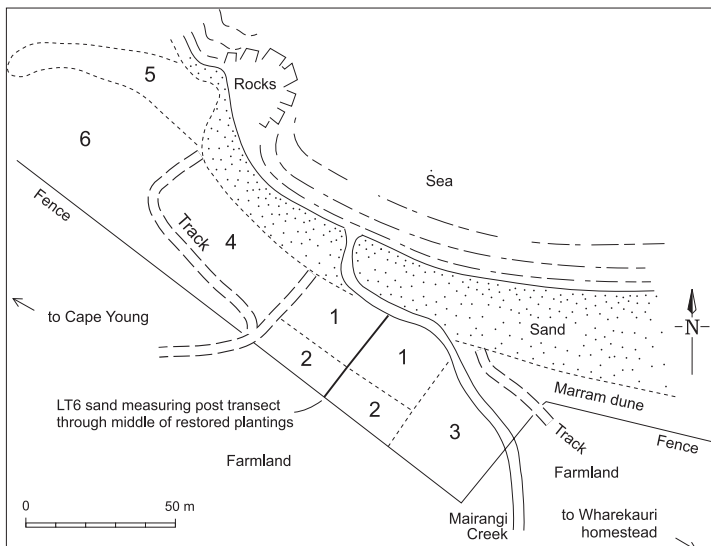 5
Rocks
6
Sea
Fence
Track
4
N
to Cape Young
1
Sand
1
2
Marram dune
LT6 sand measuring post transect
through middle of restored plantings
2
3
Fence
Track
Farmland
Farmland
0
50 m
Mairangi
Creek
to Wharekauri
homestead